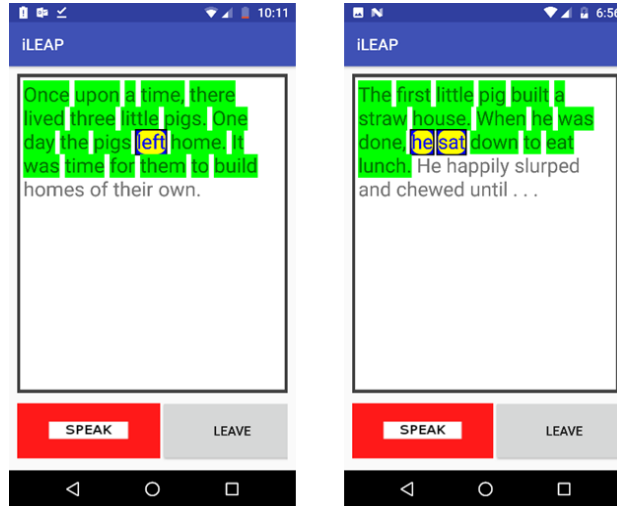 10:11
iLEAP
Once upon a time, there
lived three little pigs. One
day the pigs left home. It
was time for them to build
homes of their own.
SPEAK
LEAVE
6:56
iLEAP
The first little pig built a
straw house. When he was
done, he sat down to eat
lunch. He happily slurped
and chewed until . . .
SPEAK
LEAVE